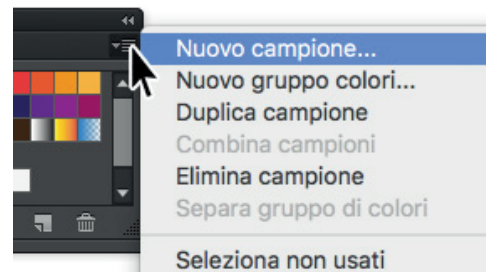 Nuovo campione...
Nuovo gruppo colori...
Duplica campione
Combina campioni
Elimina campione
Separa gruppo di colori
Seleziona non usati